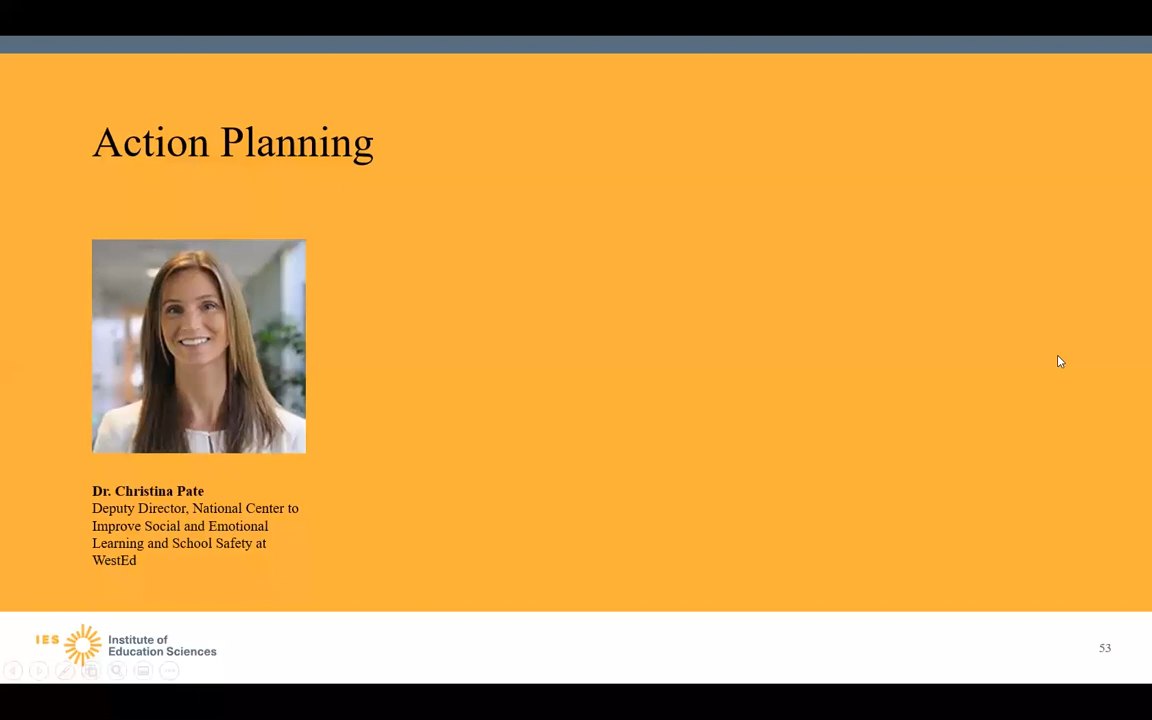 Action Planning
Dr. Christina Pate
Deputy Director, National Center to
Improve Social and Emotional
Learning and School Safety at
WestEd
IES
Institute of
Education Sciences
53